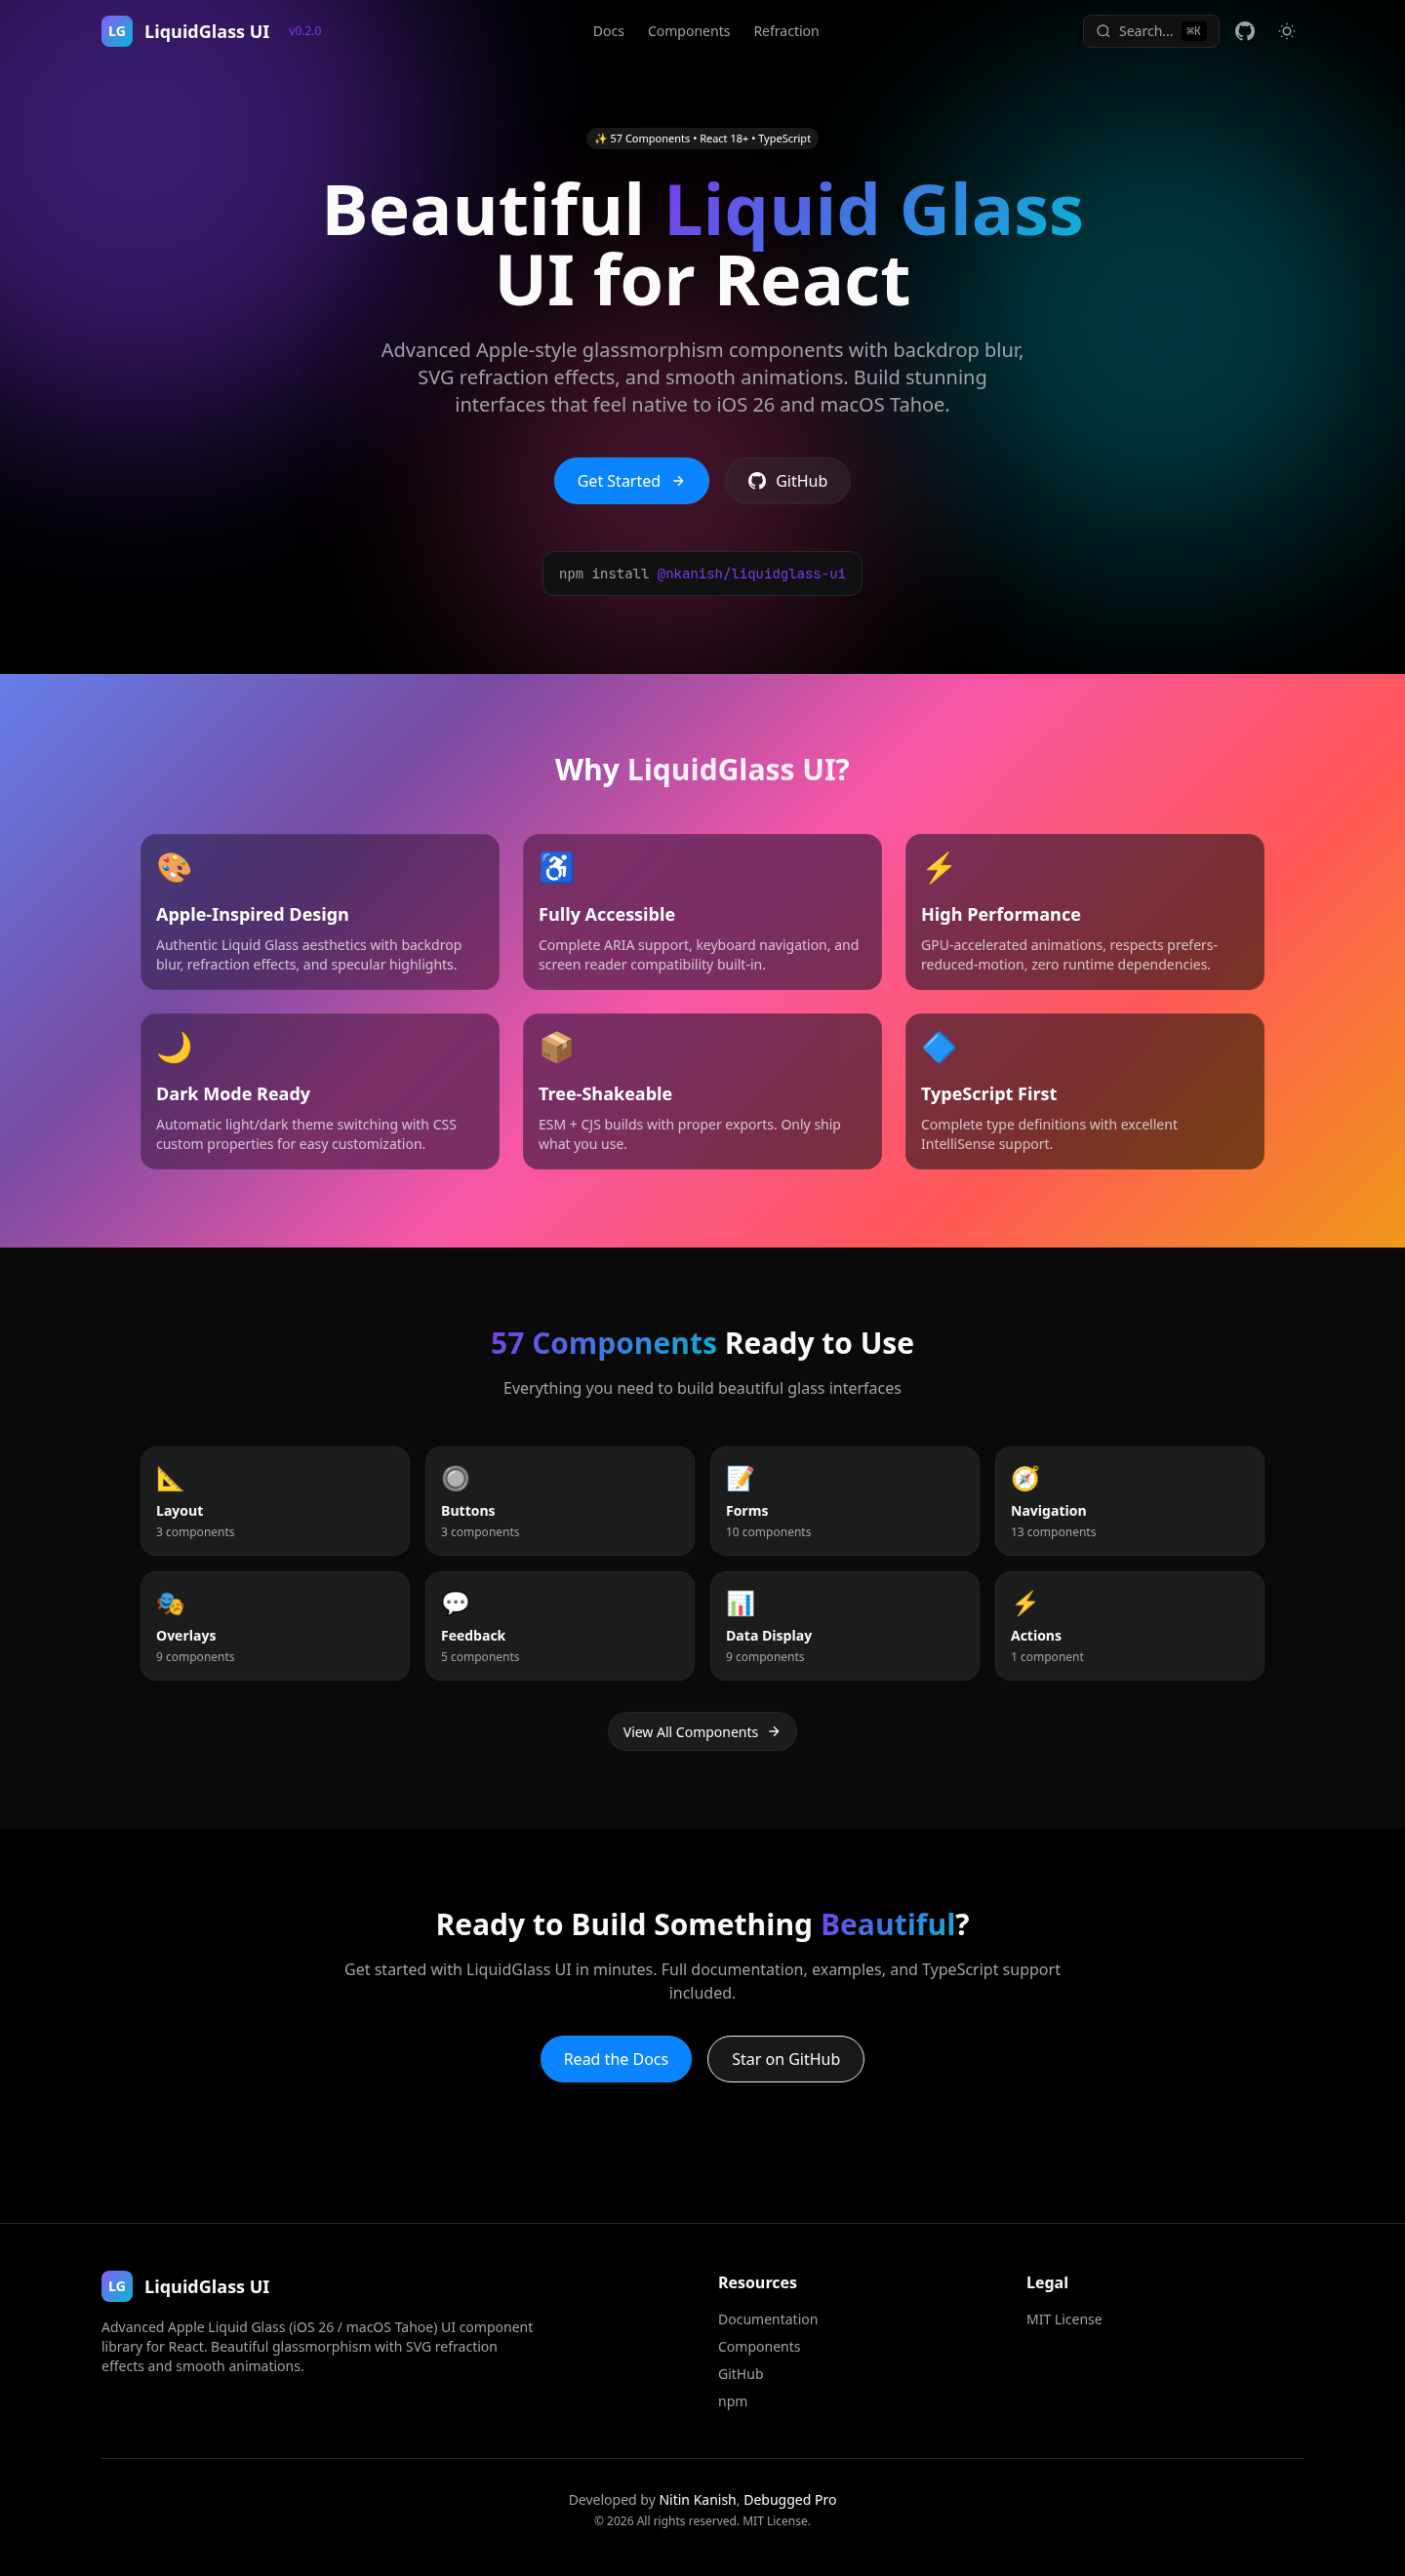 LG LiquidGlass UI v0.2.0 Docs Components Refraction Search... ⌘K
✨ 57 Components • React 18+ • TypeScript
Beautiful Liquid Glass
UI for React
Advanced Apple-style glassmorphism components with backdrop blur,
SVG refraction effects, and smooth animations. Build stunning
interfaces that feel native to iOS 26 and macOS Tahoe.
Get Started → GitHub
npm install @nkanish/liquidglass-ui
Why LiquidGlass UI?
Apple-Inspired Design
Authentic Liquid Glass aesthetics with backdrop
blur, refraction effects, and specular highlights.
Fully Accessible
Complete ARIA support, keyboard navigation, and
screen reader compatibility built-in.
High Performance
GPU-accelerated animations, respects prefers-
reduced-motion, zero runtime dependencies.
Dark Mode Ready
Automatic light/dark theme switching with CSS
custom properties for easy customization.
Tree-Shakeable
ESM + CJS builds with proper exports. Only ship
what you use.
TypeScript First
Complete type definitions with excellent
IntelliSense support.
57 Components Ready to Use
Everything you need to build beautiful glass interfaces
Layout
3 components
Buttons
3 components
Forms
10 components
Navigation
13 components
Overlays
9 components
Feedback
5 components
Data Display
9 components
Actions
1 component
View All Components →
Ready to Build Something Beautiful?
Get started with LiquidGlass UI in minutes. Full documentation, examples, and TypeScript support
included.
Read the Docs Star on GitHub
LG LiquidGlass UI
Advanced Apple Liquid Glass (iOS 26 / macOS Tahoe) UI component
library for React. Beautiful glassmorphism with SVG refraction
effects and smooth animations.
Resources
Documentation
Components
GitHub
npm
Legal
MIT License
Developed by Nitin Kanish, Debugged Pro
© 2026 All rights reserved. MIT License.